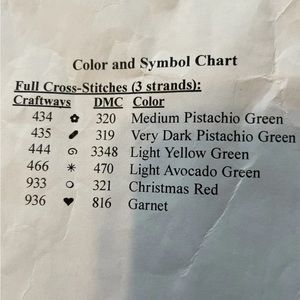 Color and Symbol Chart
Full Cross-Stitches (3 strands):
Craftways DMC Color
434 320 Medium Pistachio Green
435 319 Very Dark Pistachio Green
444 3348 Light Yellow Green
466 470 Light Avocado Green
933 321 Christmas Red
936 816 Garnet